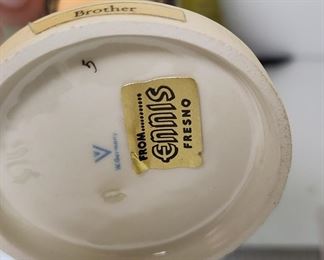 Brother
5
W. Germany
FROM...........
ENNIS
FRESNO